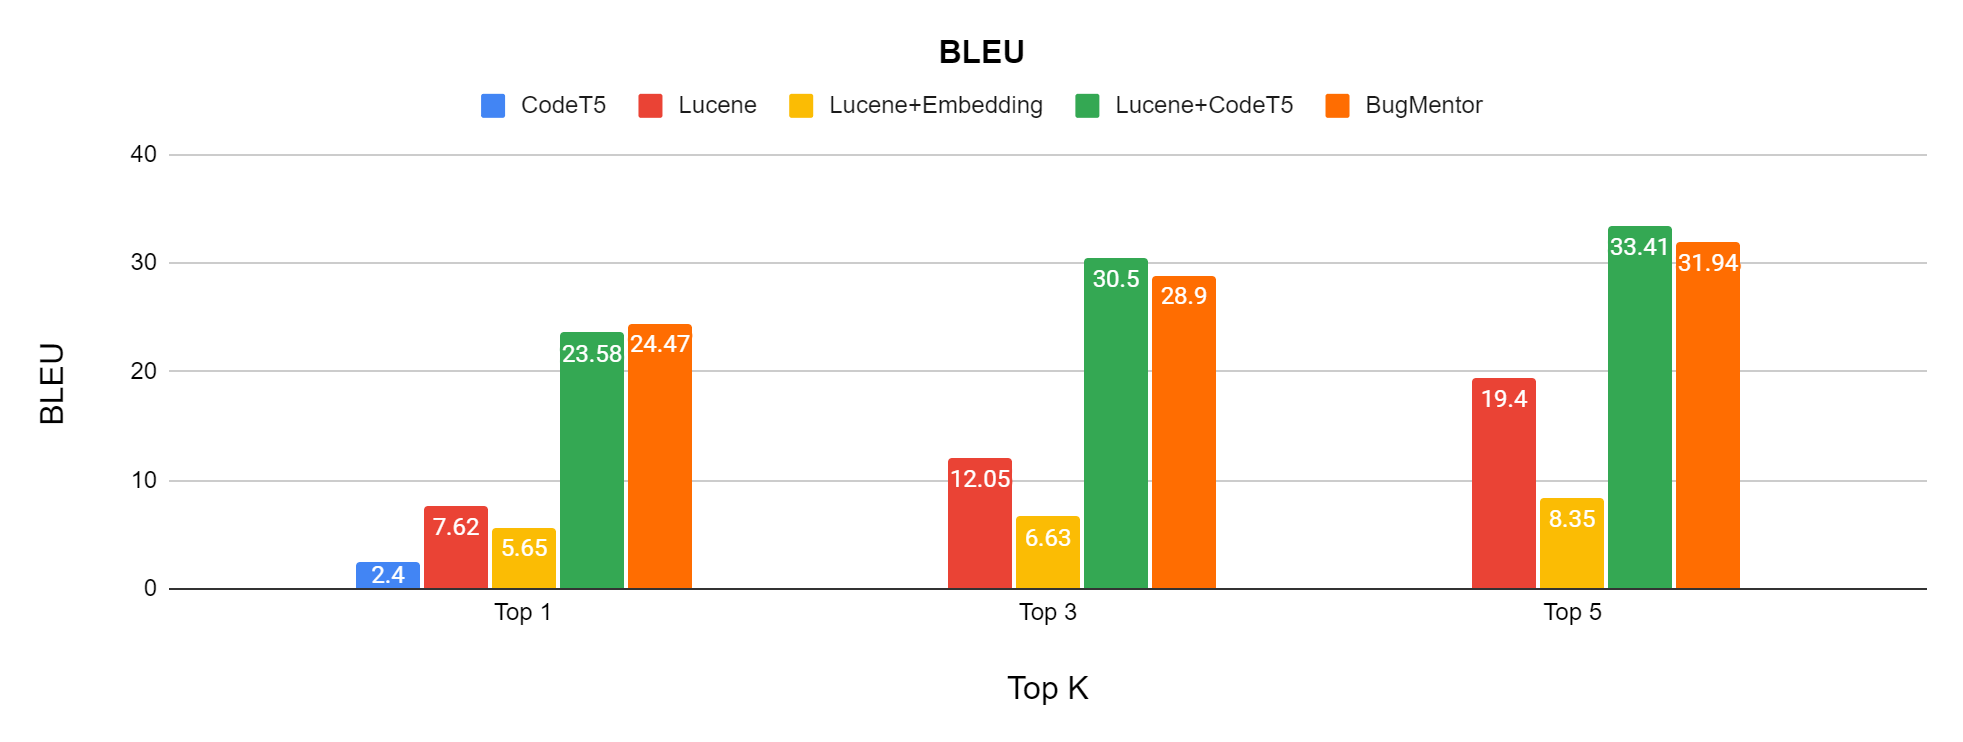 BLEU
CodeT5 Lucene Lucene+Embedding Lucene+CodeT5 BugMentor
40
30
20
10
0
BLEU
2.4 7.62 5.65 23.58 24.47
12.05 6.63 30.5 28.9
19.4 8.35 33.41 31.94
Top 1 Top 3 Top 5
Top K